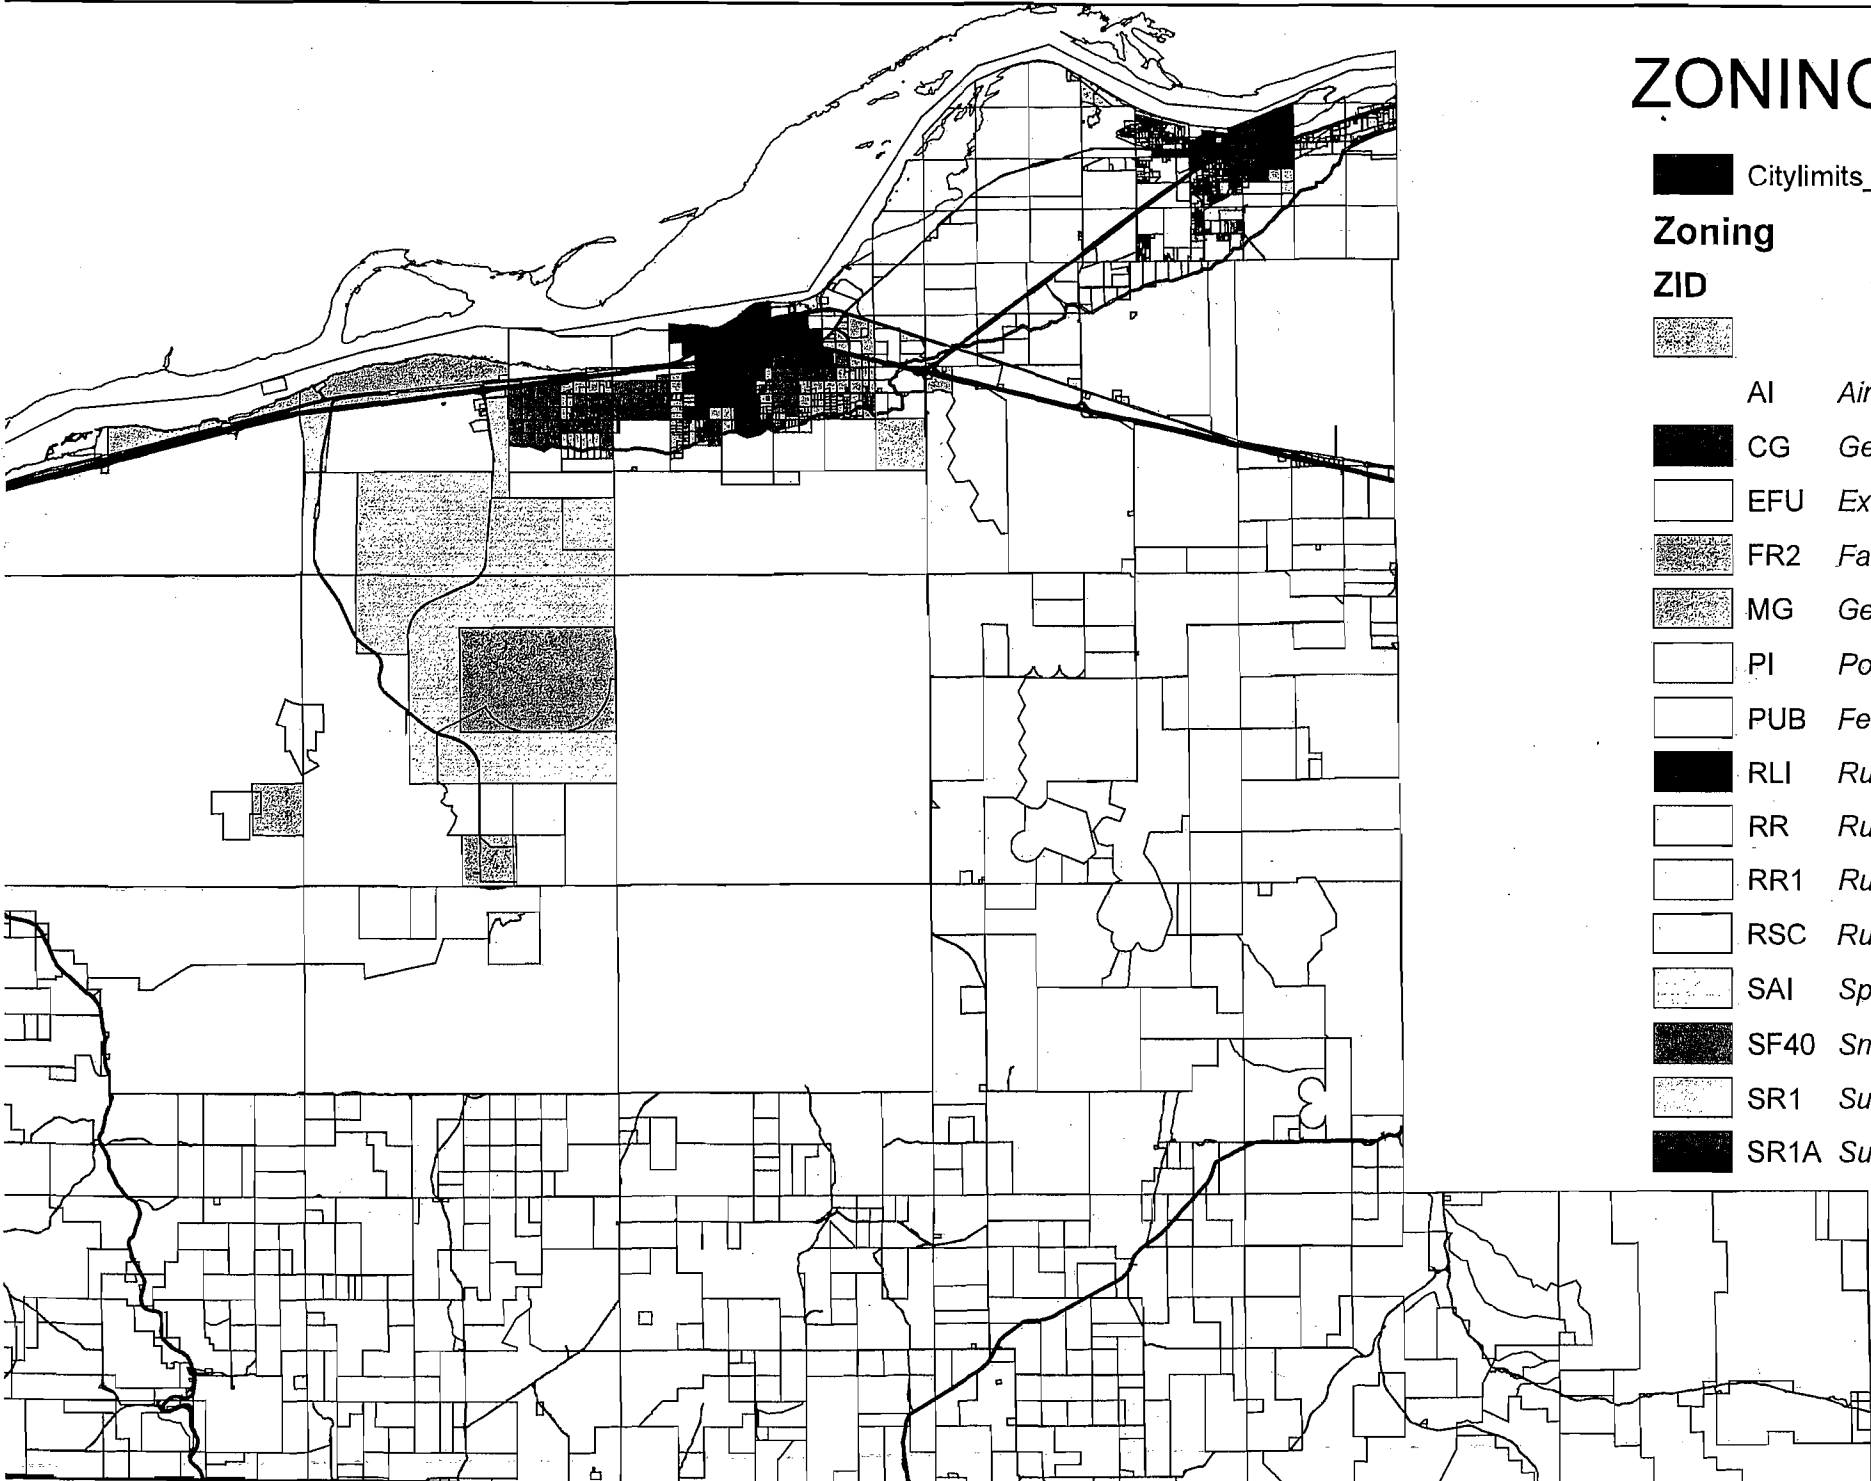 ZONING
Citylimits_
Zoning
ZID
AI Air
CG Ge
EFU Ex
FR2 Fa
MG Ge
PI Po
PUB Fe
RLI Ru
RR Ru
RR1 Ru
RSC Ru
SAI Sp
SF40 Sm
SR1 Su
SR1A Su